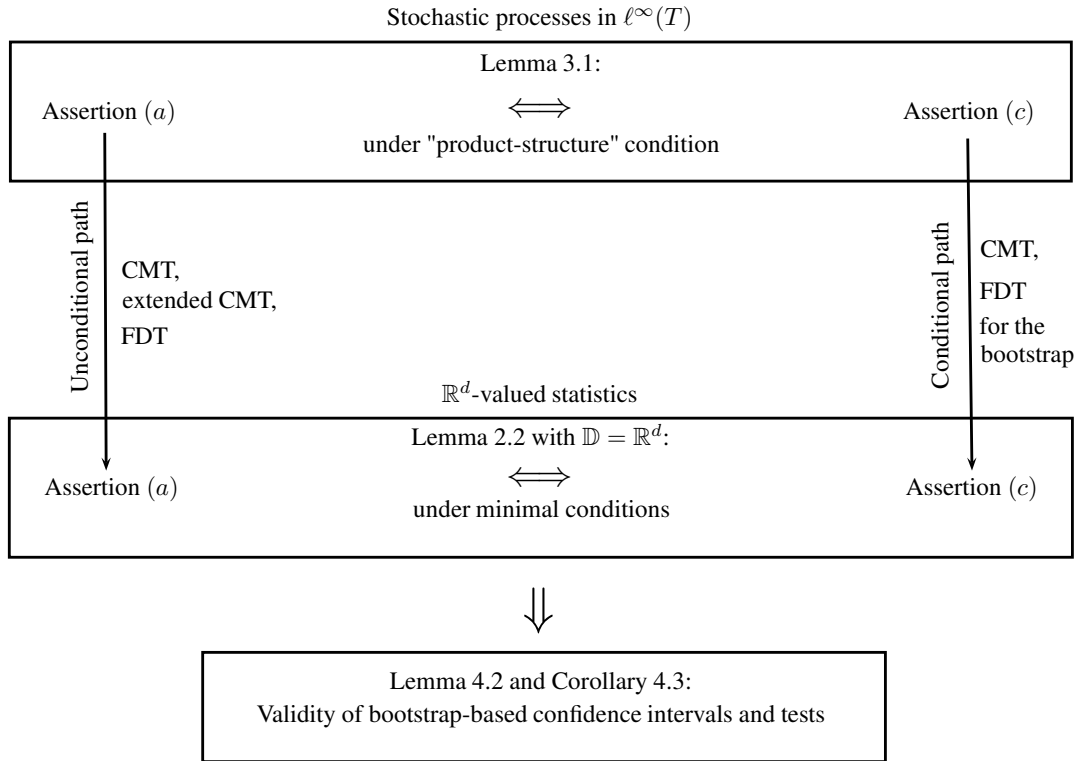 Stochastic processes in ℓ^∞(T)
Lemma 3.1:
Assertion (a)
⟺
Assertion (c)
under "product-structure" condition
Unconditional path
CMT,
extended CMT,
FDT
Conditional path
CMT,
FDT
for the
bootstrap
ℝ^d-valued statistics
Lemma 2.2 with 𝔻 = ℝ^d:
Assertion (a)
⟺
Assertion (c)
under minimal conditions
⇓
Lemma 4.2 and Corollary 4.3:
Validity of bootstrap-based confidence intervals and tests